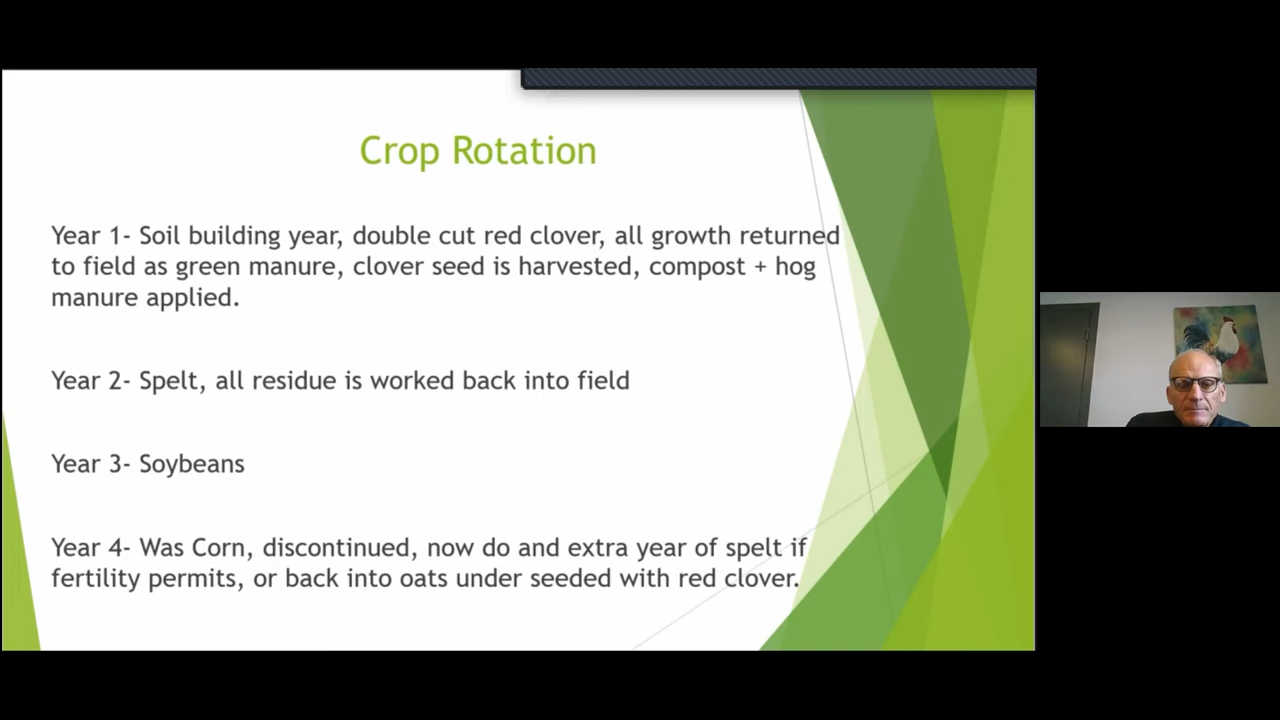 Crop Rotation
Year 1- Soil building year, double cut red clover, all growth returned
to field as green manure, clover seed is harvested, compost + hog
manure applied.
Year 2- Spelt, all residue is worked back into field
Year 3- Soybeans
Year 4- Was Corn, discontinued, now do and extra year of spelt if
fertility permits, or back into oats under seeded with red clover.